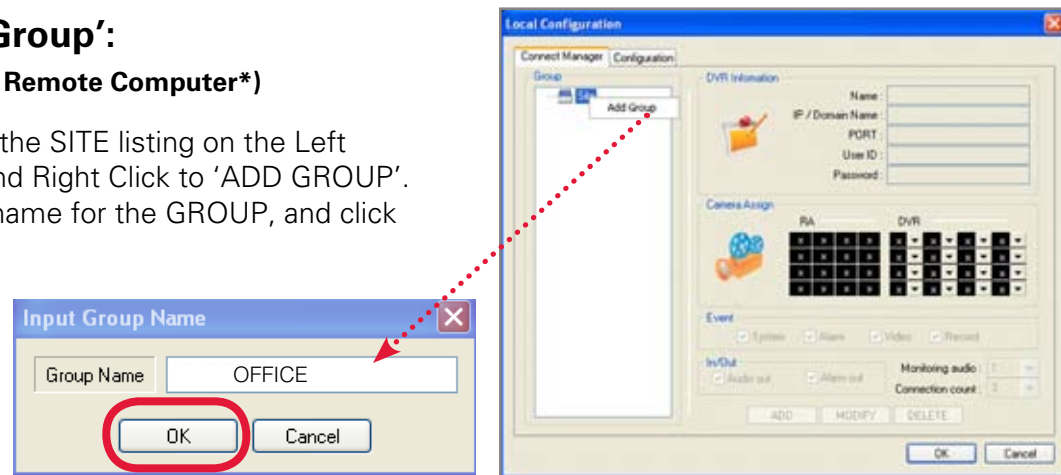 Group':
Remote Computer*)
the SITE listing on the Left
nd Right Click to 'ADD GROUP'.
name for the GROUP, and click
Input Group Name
Group Name OFFICE
OK Cancel
Local Configuration
Connect Manager Configuration
Group
Site
Add Group
DVR Infomation
Name :
IP / Domain Name :
PORT :
User ID :
Password :
Camera Assign
RA DVR
Event
System Alarm Video Record
In/Out
Audio out Alarm out
Monitoring audio : 1
Connection count : 3
ADD MODIFY DELETE
OK Cancel